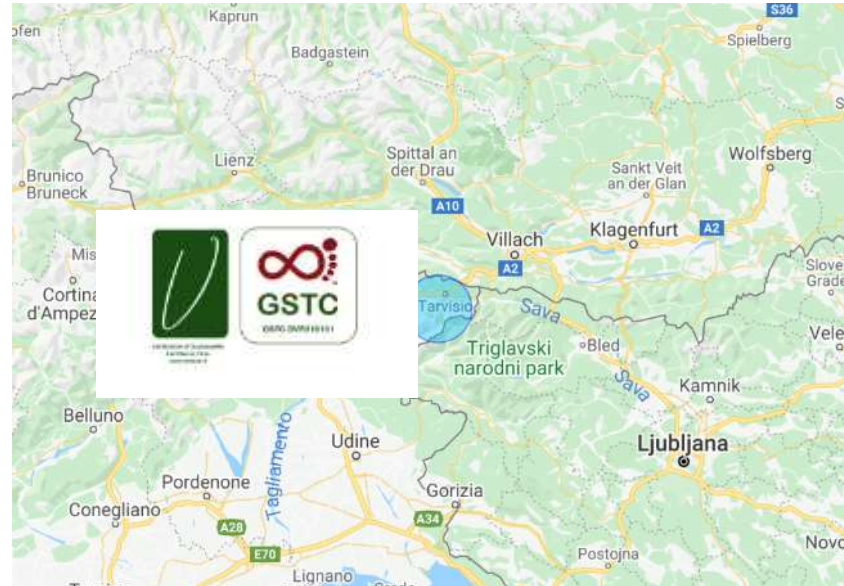 S36
Kaprun
ofen
Spielberg
Badgastein
Lienz
Spittal an
der Drau
Wolfsberg
Sankt Veit
an der Glan
Brunico
Bruneck
A10
Klagenfurt
A2
Villach
A2
Mis
Cortina
d'Ampez
GSTC
Tarvisio
Slove
Grade
Sava
Vele
Bled
Triglavski
narodni park
Sava
Kamnik
Belluno
Udine
Ljubljana
Tagliamento
Pordenone
Gorizia
Conegliano
A28
A34
Novo
E70
Postojna
Lignano